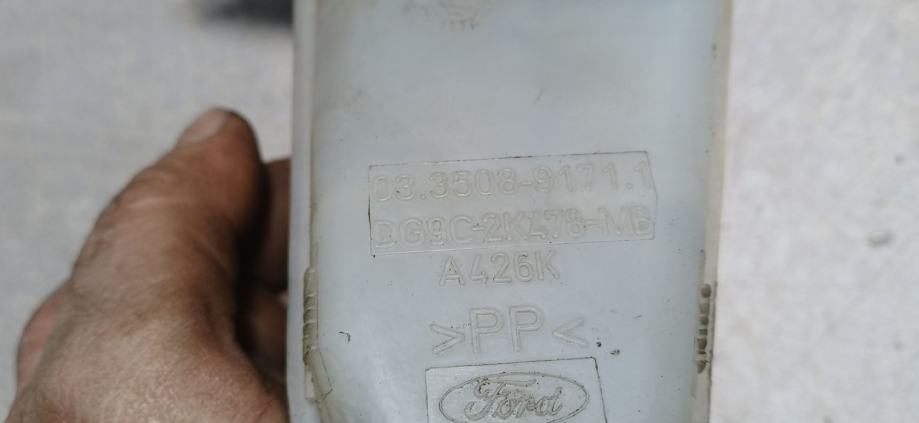 03.3508-9171.1
DG9C-2K478-MB
A426K
>PP<
Ford